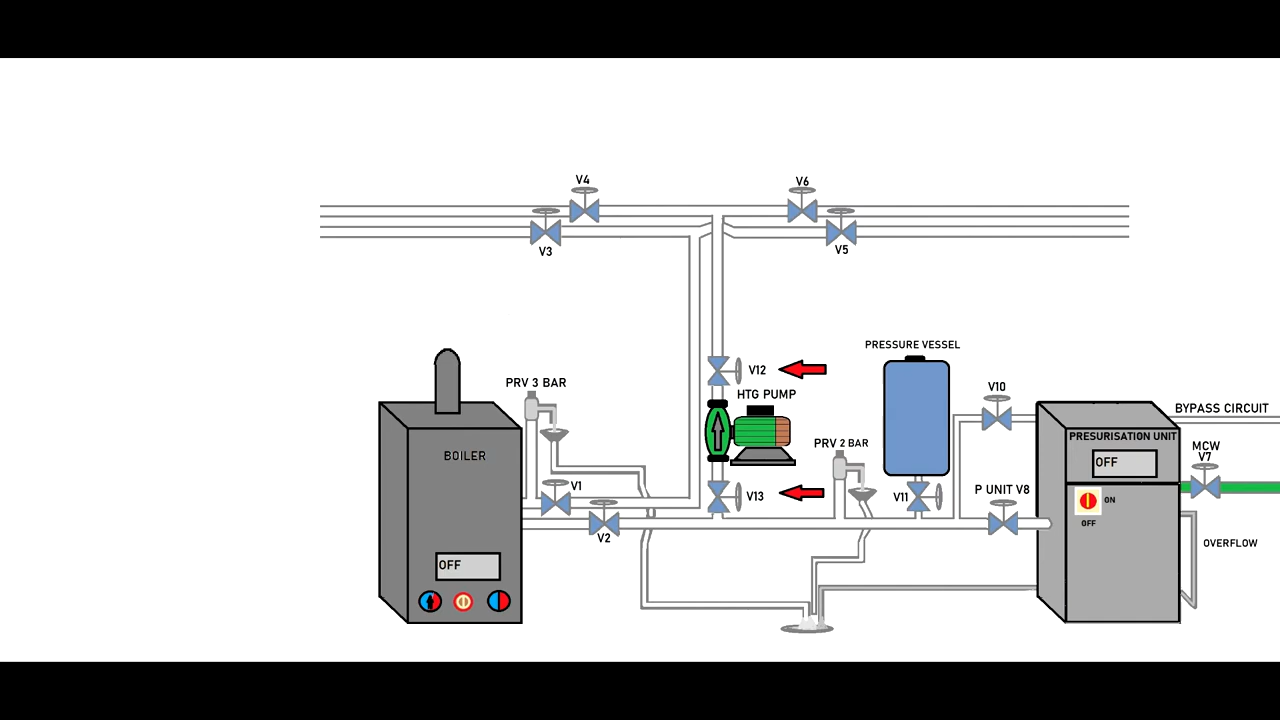 V4
V6
V3
V5
PRESSURE VESSEL
V12
PRV 3 BAR
V10
HTG PUMP
BYPASS CIRCUIT
PRESURISATION UNIT
PRV 2 BAR
MCW
V7
BOILER
OFF
V1
V13
V11
P UNIT V8
ON
OFF
V2
OVERFLOW
OFF